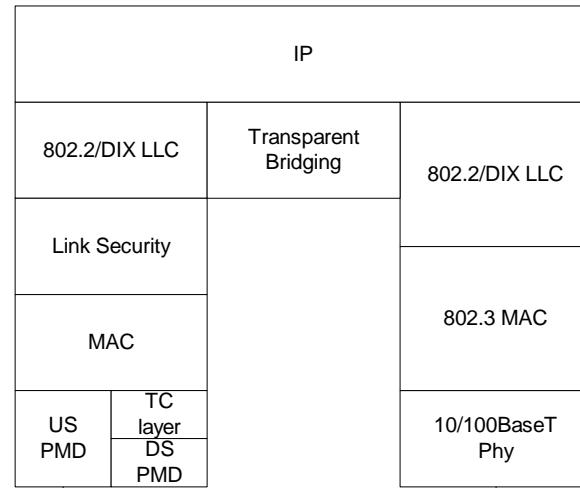 IP
802.2/DIX LLC
Transparent
Bridging
802.2/DIX LLC
Link Security
802.3 MAC
MAC
US
PMD
TC
layer
DS
PMD
10/100BaseT
Phy